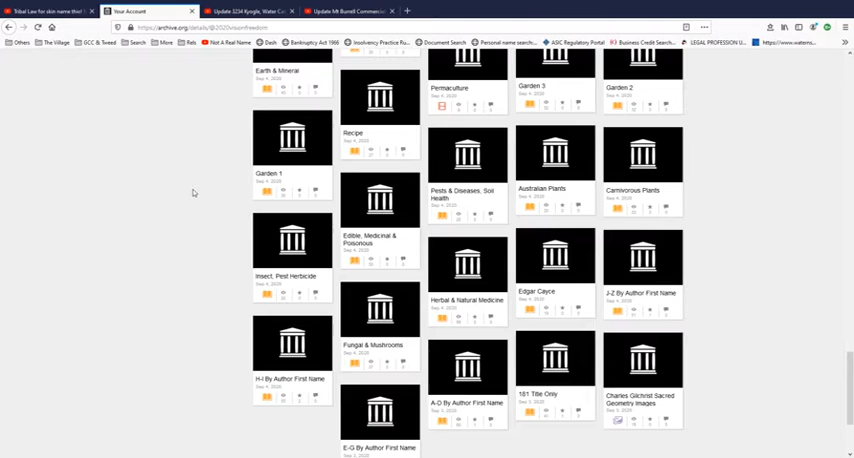 Tribal Law for skin name thief
Your Account
Update 3234 Kyogle, Water Co
Update Mt Burrell Commercial
https://archive.org/details/@2020visonfreedom
Others
The Village
GCC & Tweed
Search
More
Rels
Not A Real Name
Dash
Bankruptcy Act 1966
Insolvency Practice Ru...
Document Search
Personal name search...
ASIC Regulatory Portal
Business Credit Search...
LEGAL PROFESSION U...
Earth & Mineral
Sep 4, 2020
Permaculture
Sep 4, 2020
Garden 3
Sep 4, 2020
Garden 2
Sep 4, 2020
Recipe
Sep 4, 2020
Garden 1
Sep 4, 2020
Pests & Diseases, Soil
Health
Sep 4, 2020
Australian Plants
Sep 4, 2020
Carnivorous Plants
Sep 4, 2020
Edible, Medicinal &
Poisonous
Sep 4, 2020
Insect, Pest Herbicide
Sep 4, 2020
Herbal & Natural Medicine
Sep 4, 2020
Edgar Cayce
Sep 4, 2020
J-Z By Author First Name
Sep 4, 2020
Fungal & Mushrooms
Sep 4, 2020
H-I By Author First Name
Sep 4, 2020
A-D By Author First Name
Sep 3, 2020
181 Title Only
Sep 3, 2020
Charles Gilchrist Sacred
Geometry Images
Sep 3, 2020
E-G By Author First Name
Sep 3, 2020